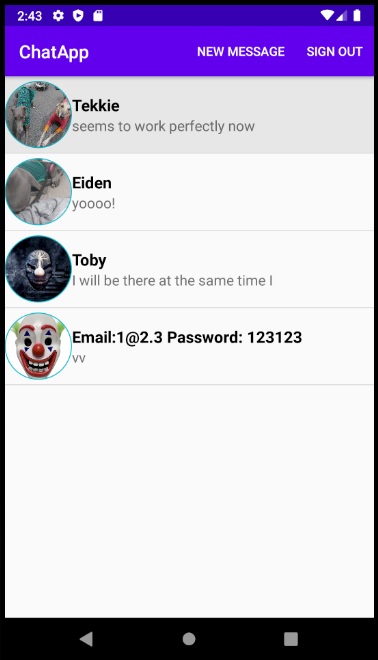 2:43
ChatApp
NEW MESSAGE
SIGN OUT
Tekkie
seems to work perfectly now
Eiden
yoooo!
Toby
I will be there at the same time I
Email:1@2.3 Password: 123123
vv